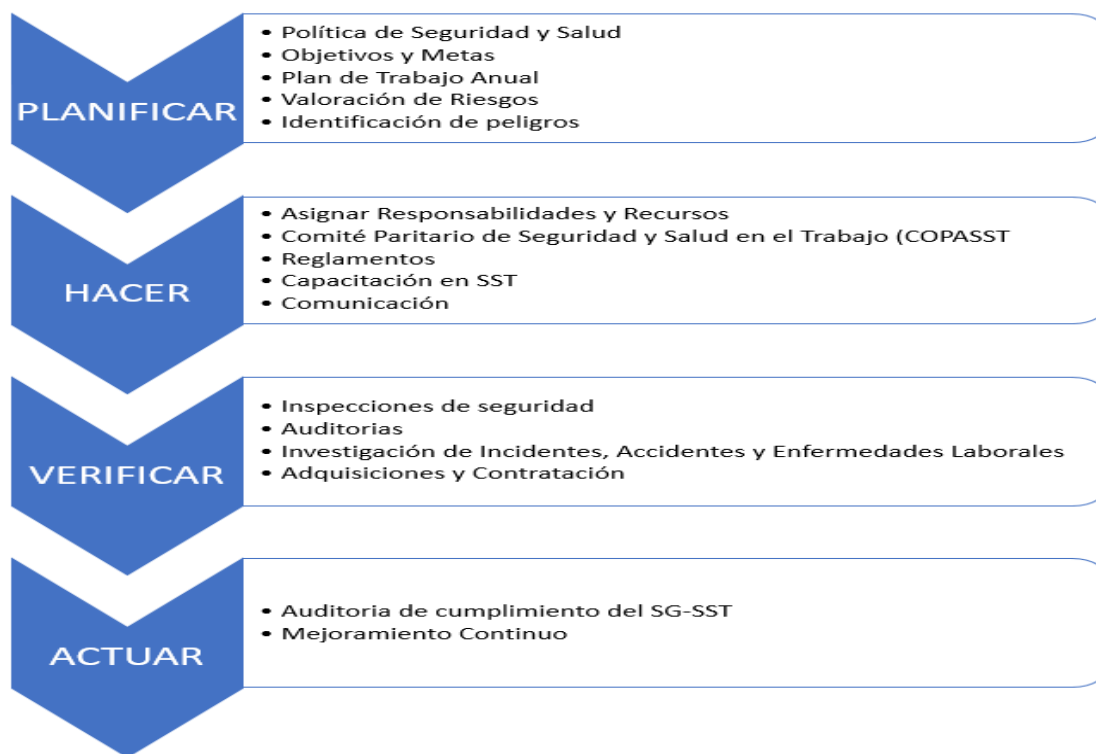 PLANIFICAR
• Política de Seguridad y Salud
• Objetivos y Metas
• Plan de Trabajo Anual
• Valoración de Riesgos
• Identificación de peligros
HACER
• Asignar Responsabilidades y Recursos
• Comité Paritario de Seguridad y Salud en el Trabajo (COPASST
• Reglamentos
• Capacitación en SST
• Comunicación
VERIFICAR
• Inspecciones de seguridad
• Auditorias
• Investigación de Incidentes, Accidentes y Enfermedades Laborales
• Adquisiciones y Contratación
ACTUAR
• Auditoria de cumplimiento del SG-SST
• Mejoramiento Continuo